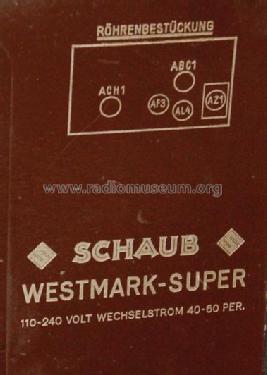 RÖHRENBESTÜCKUNG
ABC1
ACH1
AF3
AL4
AZ1
www.radiomuseum.org
SCHAUB
WESTMARK-SUPER
110-240 VOLT WECHSELSTROM 40-60 PER.